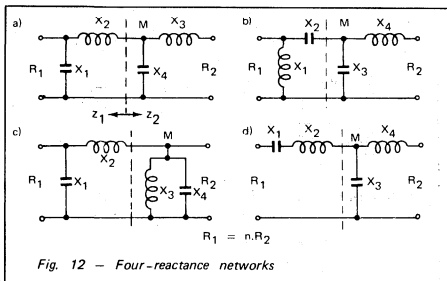 a)
X2
M
X3
R1
X1
X4
R2
z1
z2
b)
X2
M
X4
R1
X1
X3
R2
c)
X2
M
R1
X1
X3
X4
R2
d)
X1
X2
M
X4
R1
X3
R2
R1 = n.R2
Fig. 12 – Four-reactance networks